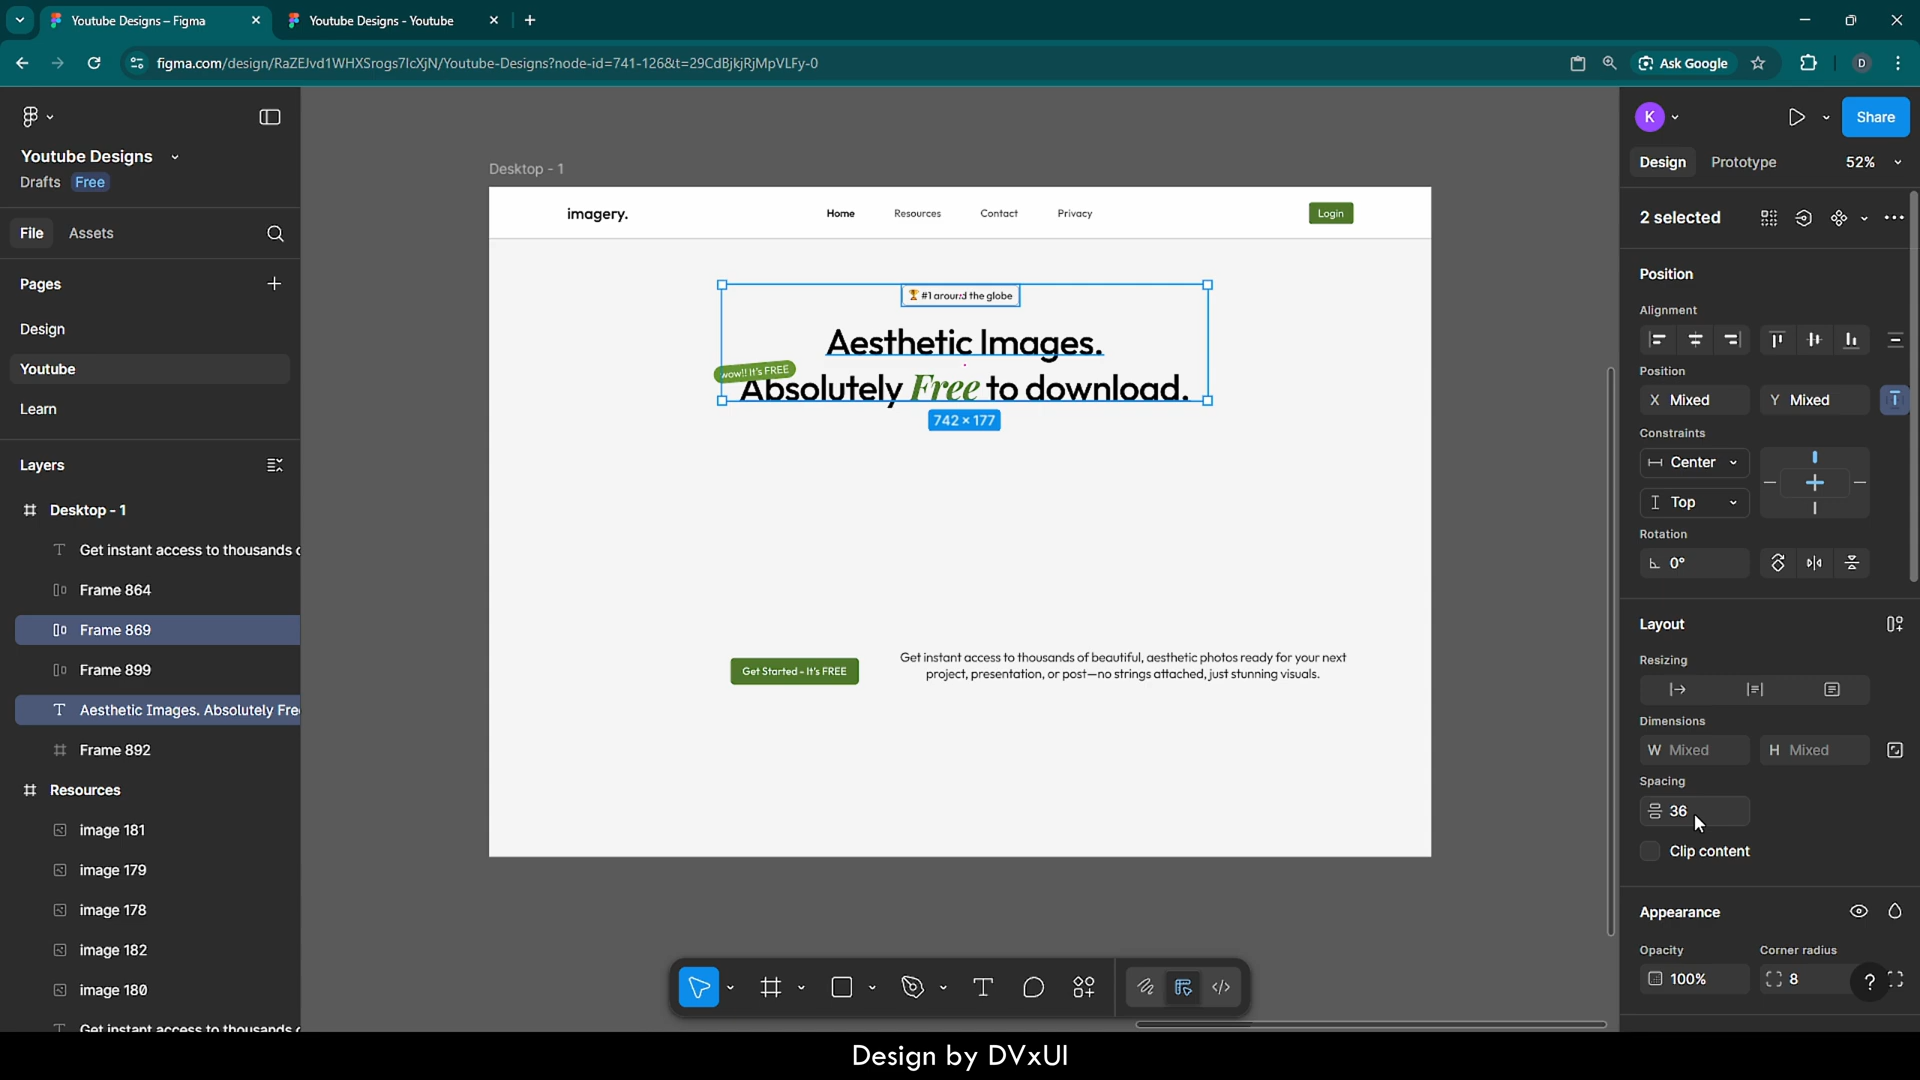 Youtube Designs – Figma
Youtube Designs - Youtube
figma.com/design/RaZEJvd1WHXSrogs7IcXjN/Youtube-Designs?node-id=741-126&t=29CdBjkjRjMpVLFy-0
Ask Google
D
Youtube Designs
Drafts Free
File Assets
Pages
Design
Youtube
Learn
Layers
Desktop - 1
Get instant access to thousands
Frame 864
Frame 869
Frame 899
Aesthetic Images. Absolutely Fre
Frame 892
Resources
image 181
image 179
image 178
image 182
image 180
Get instant access to thousands
Desktop - 1
imagery.
Home Resources Contact Privacy
Login
🏆 #1 around the globe
Aesthetic Images.
wow!! It's FREE
Absolutely Free to download.
742 × 177
Get Started - It's FREE
Get instant access to thousands of beautiful, aesthetic photos ready for your next
project, presentation, or post—no strings attached, just stunning visuals.
K
Share
Design Prototype 52%
2 selected
Position
Alignment
Position
X Mixed Y Mixed
Constraints
Center
Top
Rotation
0°
Layout
Resizing
Dimensions
W Mixed H Mixed
Spacing
36
Clip content
Appearance
Opacity Corner radius
100% 8
?
Design by DVxUI